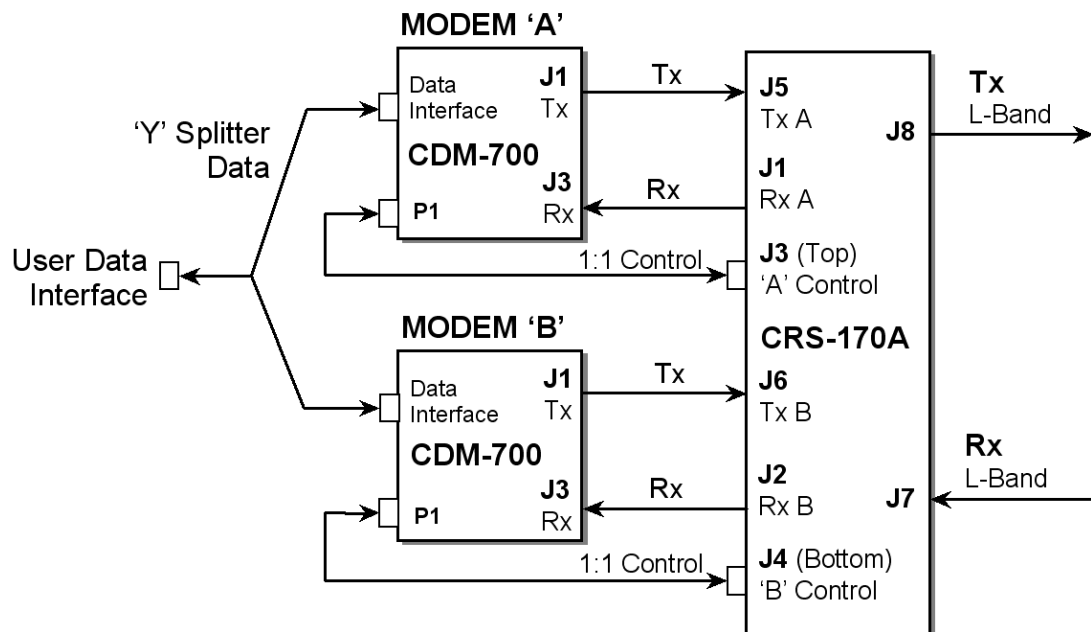 MODEM ‘A’
Data
Interface
J1
Tx
CDM-700
J3
Rx
P1
‘Y’ Splitter
Data
User Data
Interface
Tx
Rx
1:1 Control
MODEM ‘B’
Data
Interface
J1
Tx
CDM-700
J3
Rx
P1
Tx
Rx
1:1 Control
J5
Tx A
J1
Rx A
J3 (Top)
‘A’ Control
CRS-170A
J6
Tx B
J2
Rx B
J4 (Bottom)
‘B’ Control
J8
J7
Tx
L-Band
Rx
L-Band